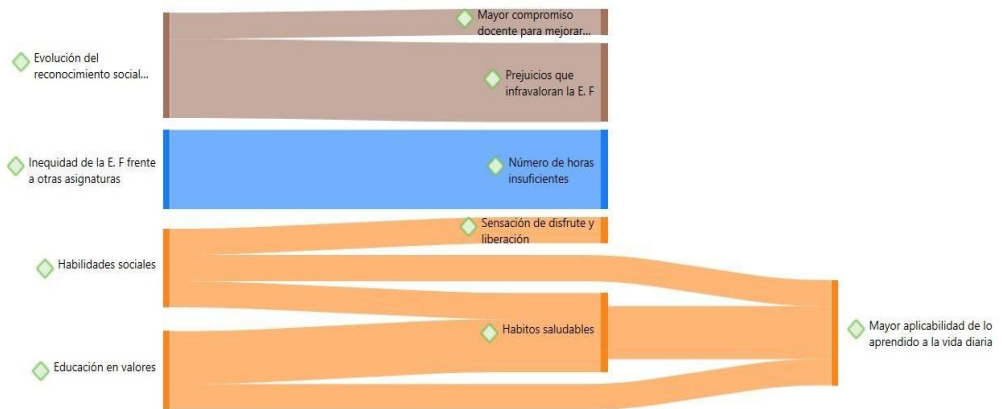 Evolución del
reconocimiento social...
Mayor compromiso
docente para mejorar...
Prejuicios que
infravaloran la E. F
Inequidad de la E. F frente
a otras asignaturas
Número de horas
insuficientes
Habilidades sociales
Sensación de disfrute y
liberación
Habitos saludables
Educación en valores
Mayor aplicabilidad de lo
aprendido a la vida diaria